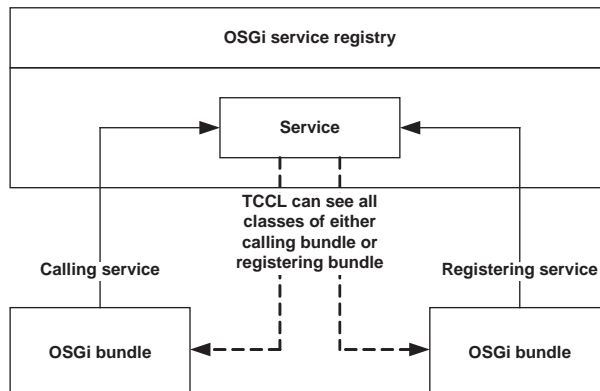 OSGi service registry
Service
TCCL can see all
classes of either
calling bundle or
registering bundle
Calling service
Registering service
OSGi bundle
OSGi bundle